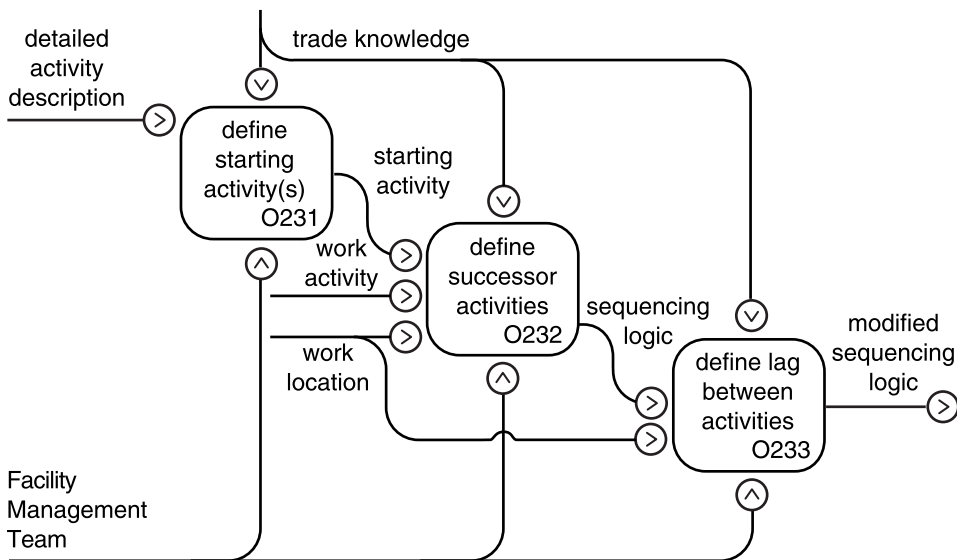 detailed
activity
description
trade knowledge
define
starting
activity(s)
O231
starting
activity
work
activity
work
location
define
successor
activities
O232
sequencing
logic
define lag
between
activities
O233
modified
sequencing
logic
Facility
Management
Team